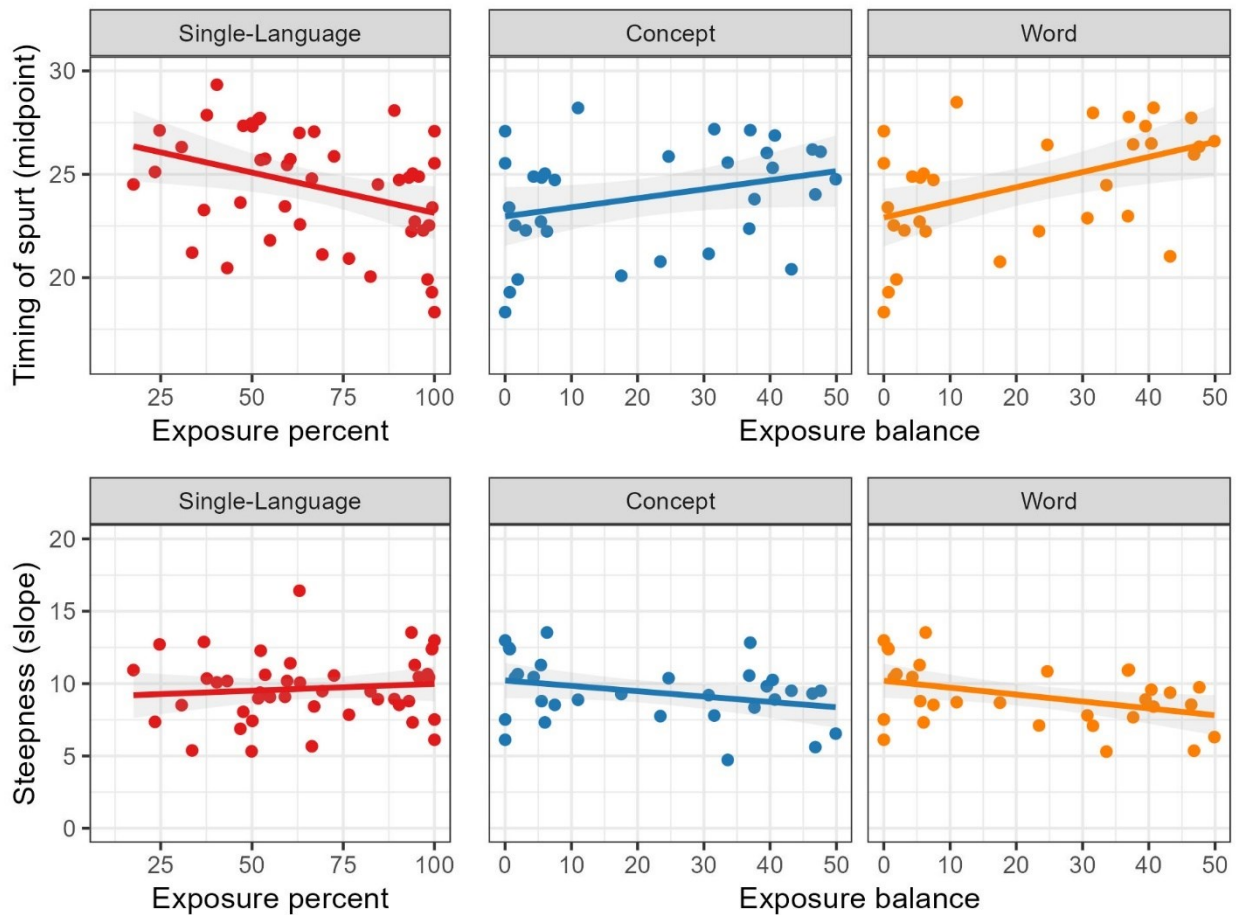 Single-Language Concept Word
Timing of spurt (midpoint)
30
25
20
25 50 75 100 0 10 20 30 40 50 0 10 20 30 40 50
Exposure percent Exposure balance
Single-Language Concept Word
Steepness (slope)
20
15
10
5
0
25 50 75 100 0 10 20 30 40 50 0 10 20 30 40 50
Exposure percent Exposure balance